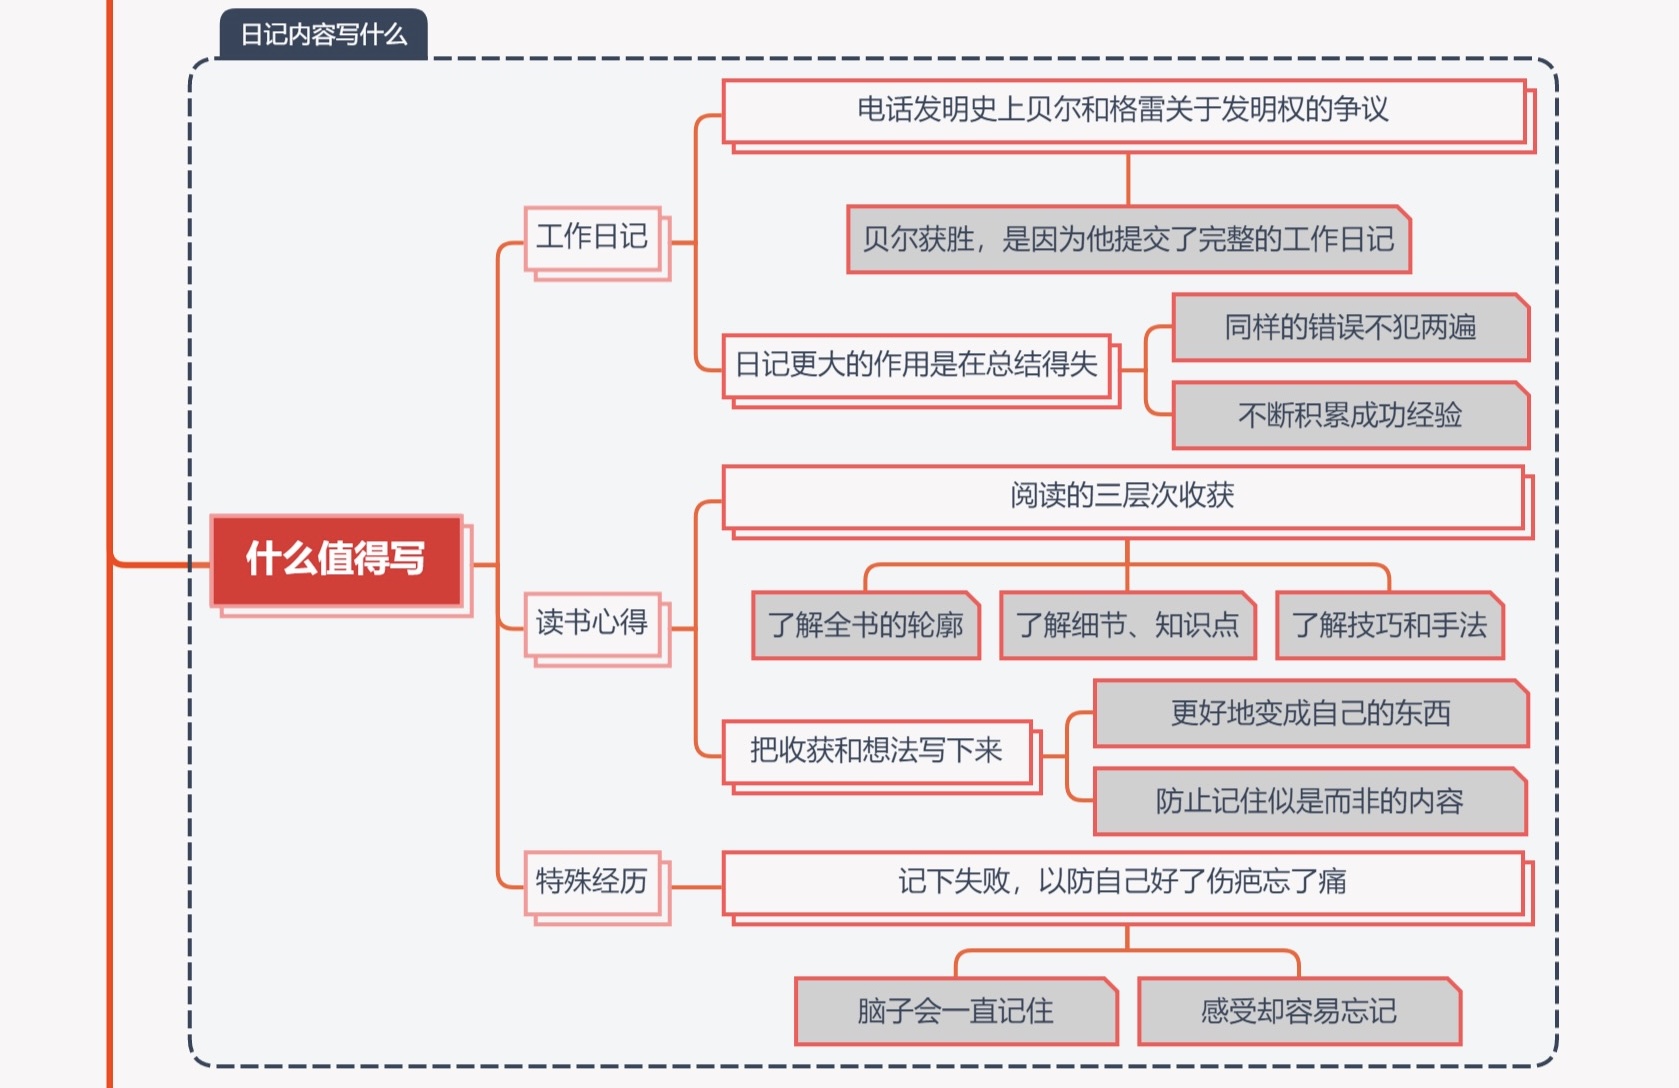 日记内容写什么
什么值得写
工作日记
电话发明史上贝尔和格雷关于发明权的争议
贝尔获胜，是因为他提交了完整的工作日记
日记更大的作用是在总结得失
同样的错误不犯两遍
不断积累成功经验
读书心得
阅读的三层次收获
了解全书的轮廓
了解细节、知识点
了解技巧和手法
把收获和想法写下来
更好地变成自己的东西
防止记住似是而非的内容
特殊经历
记下失败，以防自己好了伤疤忘了痛
脑子会一直记住
感受却容易忘记